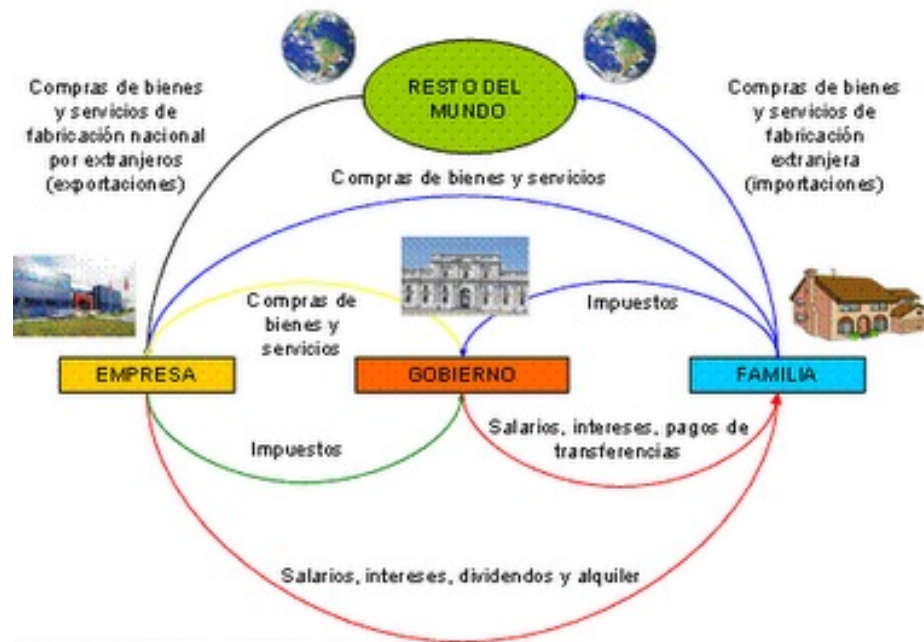 RESTO DEL
MUNDO
Compras de bienes
y servicios de
fabricación nacional
por extranjeros
(exportaciones)
Compras de bienes
y servicios de
fabricación
extranjera
(importaciones)
Compras de bienes y servicios
Compras de
bienes y
servicios
Impuestos
EMPRESA
GOBIERNO
FAMILIA
Impuestos
Salarios, intereses, pagos de
transferencias
Salarios, intereses, dividendos y alquiler